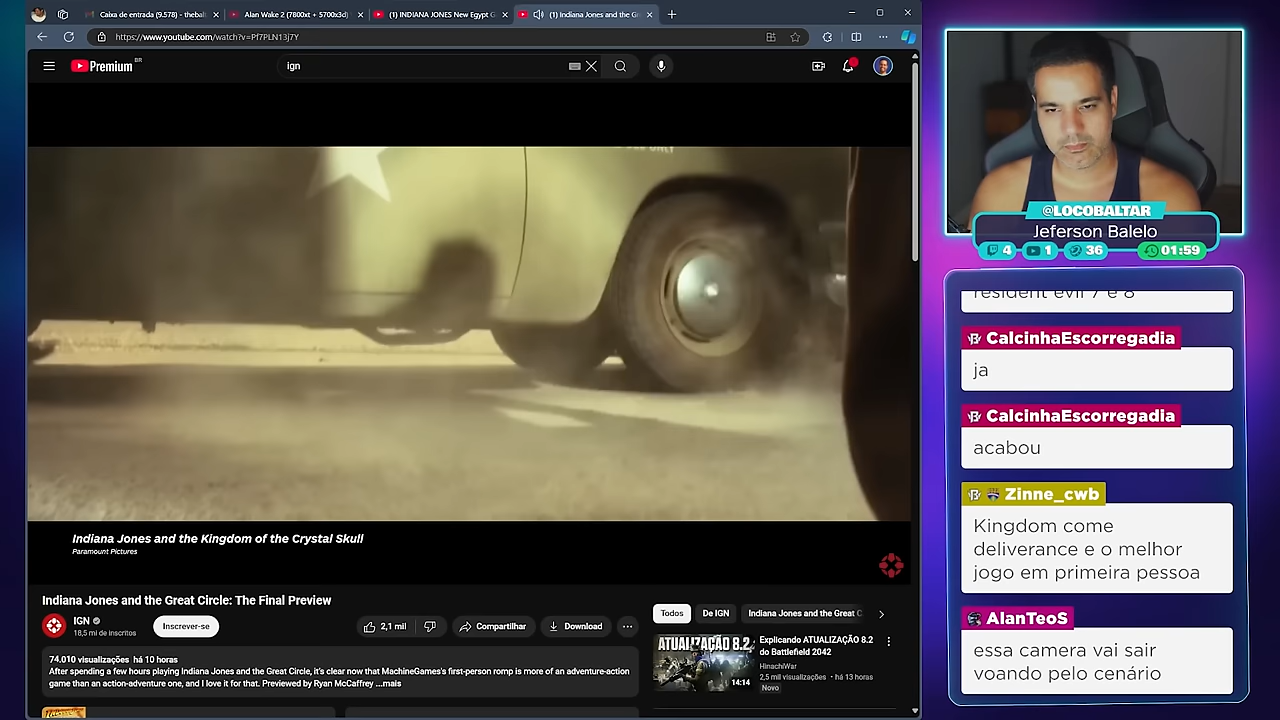 Caixa de entrada (9.578) - thebal
Alan Wake 2 (7800xt + 5700x3d)
(1) INDIANA JONES New Egypt G
(1) Indiana Jones and the Gr
https://www.youtube.com/watch?v=Pf7PLN13j7Y
Premium BR
ign
Indiana Jones and the Kingdom of the Crystal Skull
Paramount Pictures
Indiana Jones and the Great Circle: The Final Preview
IGN
18,5 mi de inscritos
Inscrever-se
2,1 mil
Compartilhar
Download
74.010 visualizações há 10 horas
After spending a few hours playing Indiana Jones and the Great Circle, it's clear now that MachineGames's first-person romp is more of an adventure-action
game than an action-adventure one, and I love it for that. Previewed by Ryan McCaffrey ...mais
Todos
De IGN
Indiana Jones and the Great C
ATUALIZAÇÃO 8.2
14:14
Explicando ATUALIZAÇÃO 8.2
do Battlefield 2042
HinachiWar
2,5 mil visualizações • há 13 horas
Novo
@LOCOBALTAR
Jeferson Balelo
4
1
36
01:59
resident evil 7 e 8
CalcinhaEscorregadia
ja
CalcinhaEscorregadia
acabou
Zinne_cwb
Kingdom come
deliverance e o melhor
jogo em primeira pessoa
AlanTeoS
essa camera vai sair
voando pelo cenário